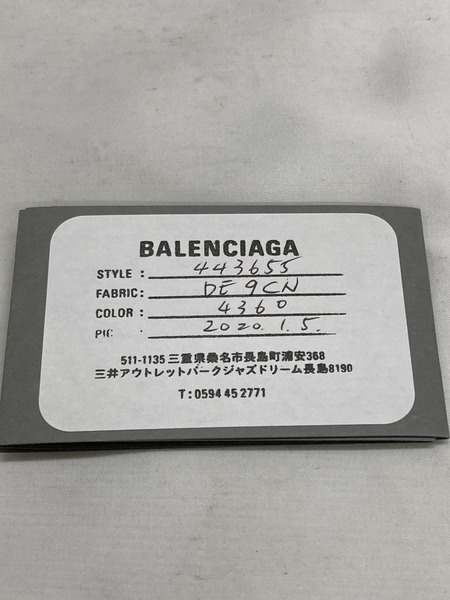 BALENCIAGA
STYLE : 443655
FABRIC: DE9CN
COLOR : 4360
: 2020.1.5.
511-1135 三重県桑名市長島町浦安368
三井アウトレットパークジャズドリーム長島8190
T:0594 45 2771